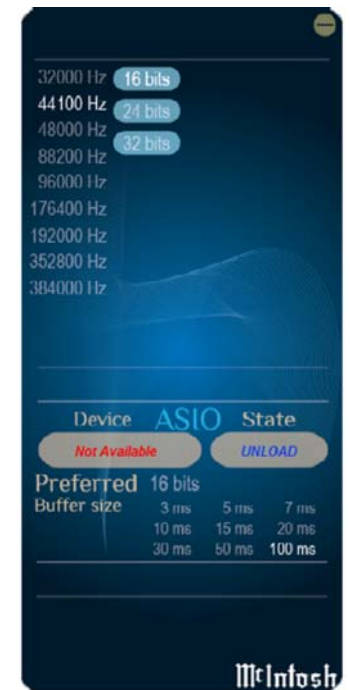 32000 Hz 16 bits
44100 Hz 24 bits
48000 Hz 32 bits
88200 Hz
96000 Hz
176400 Hz
192000 Hz
352800 Hz
384000 Hz
Device ASIO State
Not Available UNLOAD
Preferred 16 bits
Buffer size 3 ms 5 ms 7 ms
10 ms 15 ms 20 ms
30 ms 50 ms 100 ms
McIntosh